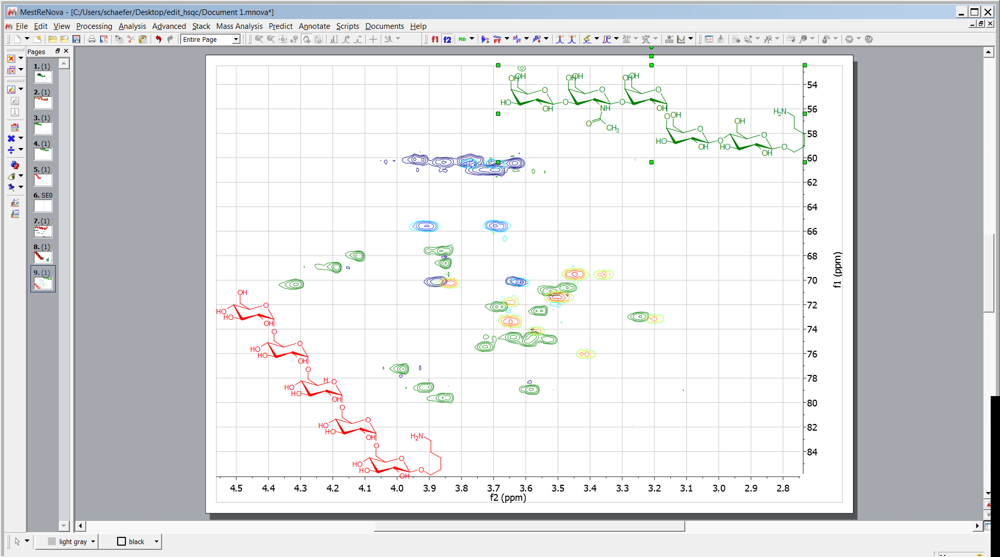 MestReNova - [C:/Users/schaefer/Desktop/edit_hsqc/Document 1.mnova*]
File Edit View Processing Analysis Advanced Stack Mass Analysis Predict Annotate Scripts Documents Help
Entire Page f1 f2 FID FT GSD
Pages
1. (1)
2. (1)
3. (1)
4. (1)
5. (1)
6. SE0
7. (1)
8. (1)
9. (1)
OH OH OH OH OH OH
O O O
HO O O
OH NH OH
O CH3
O OH
H2N
O OH
HO O O
OH HO O
OH
54
56
58
60
62
64
66
68
70
72
74
76
78
80
82
84
f1 (ppm)
OH
O
HO HO
OH
O
O
HO
HO OH
O
H O
HO
HO OH
O
O
HO
HO OH
H2N
O
O
HO
HO O
OH
4.5 4.4 4.3 4.2 4.1 4.0 3.9 3.8 3.7 3.6 3.5 3.4 3.3 3.2 3.1 3.0 2.9 2.8
f2 (ppm)
light gray black